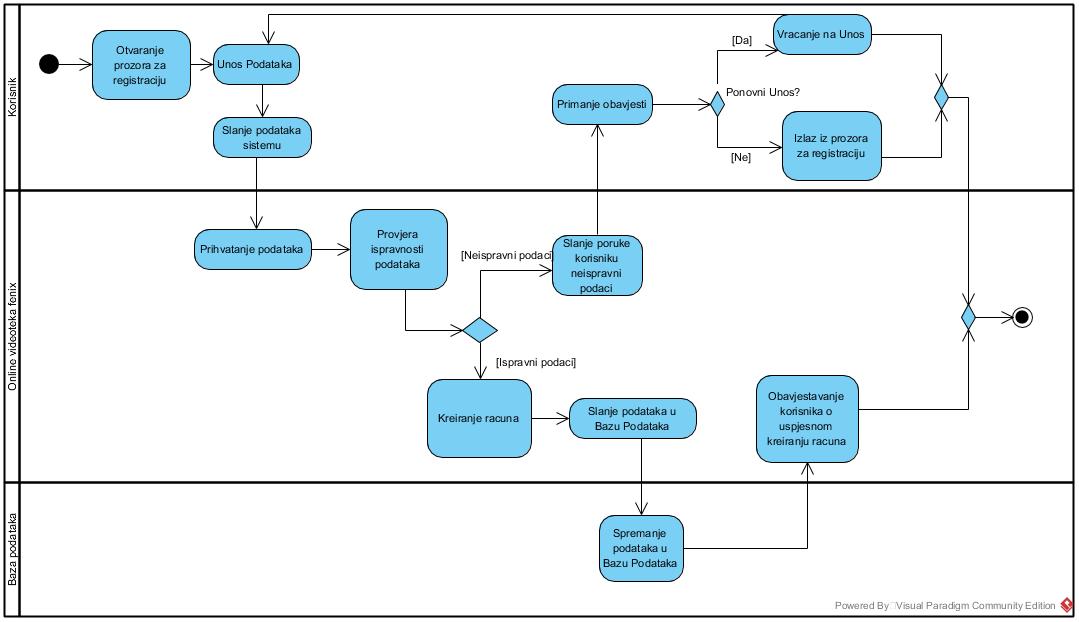 Korisnik
Otvaranje
prozora za
registraciju
Unos Podataka
Slanje podataka
sistemu
Primanje obavjesti
[Da]
Vracanje na Unos
Ponovni Unos?
[Ne]
Izlaz iz prozora
za registraciju
Online videoteka fenix
Prihvatanje podataka
Provjera
ispravnosti
podataka
[Neispravni podaci]
Slanje poruke
korisniku
neispravni
podaci
[Ispravni podaci]
Kreiranje racuna
Slanje podataka u
Bazu Podataka
Obavjestavanje
korisnika o
uspjesnom
kreiranju racuna
Baza podataka
Spremanje
podataka u
Bazu Podataka
Powered By Visual Paradigm Community Edition